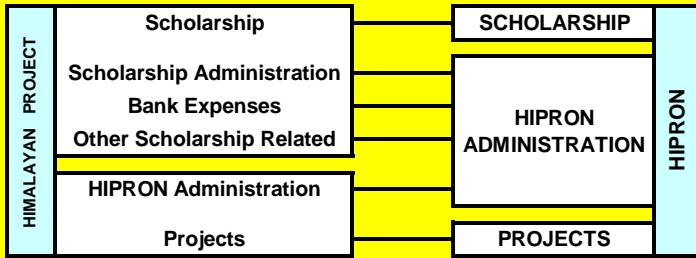 HIMALAYAN PROJECT
Scholarship
Scholarship Administration
Bank Expenses
Other Scholarship Related
HIPRON Administration
Projects
SCHOLARSHIP
HIPRON
ADMINISTRATION
PROJECTS
HIPRON